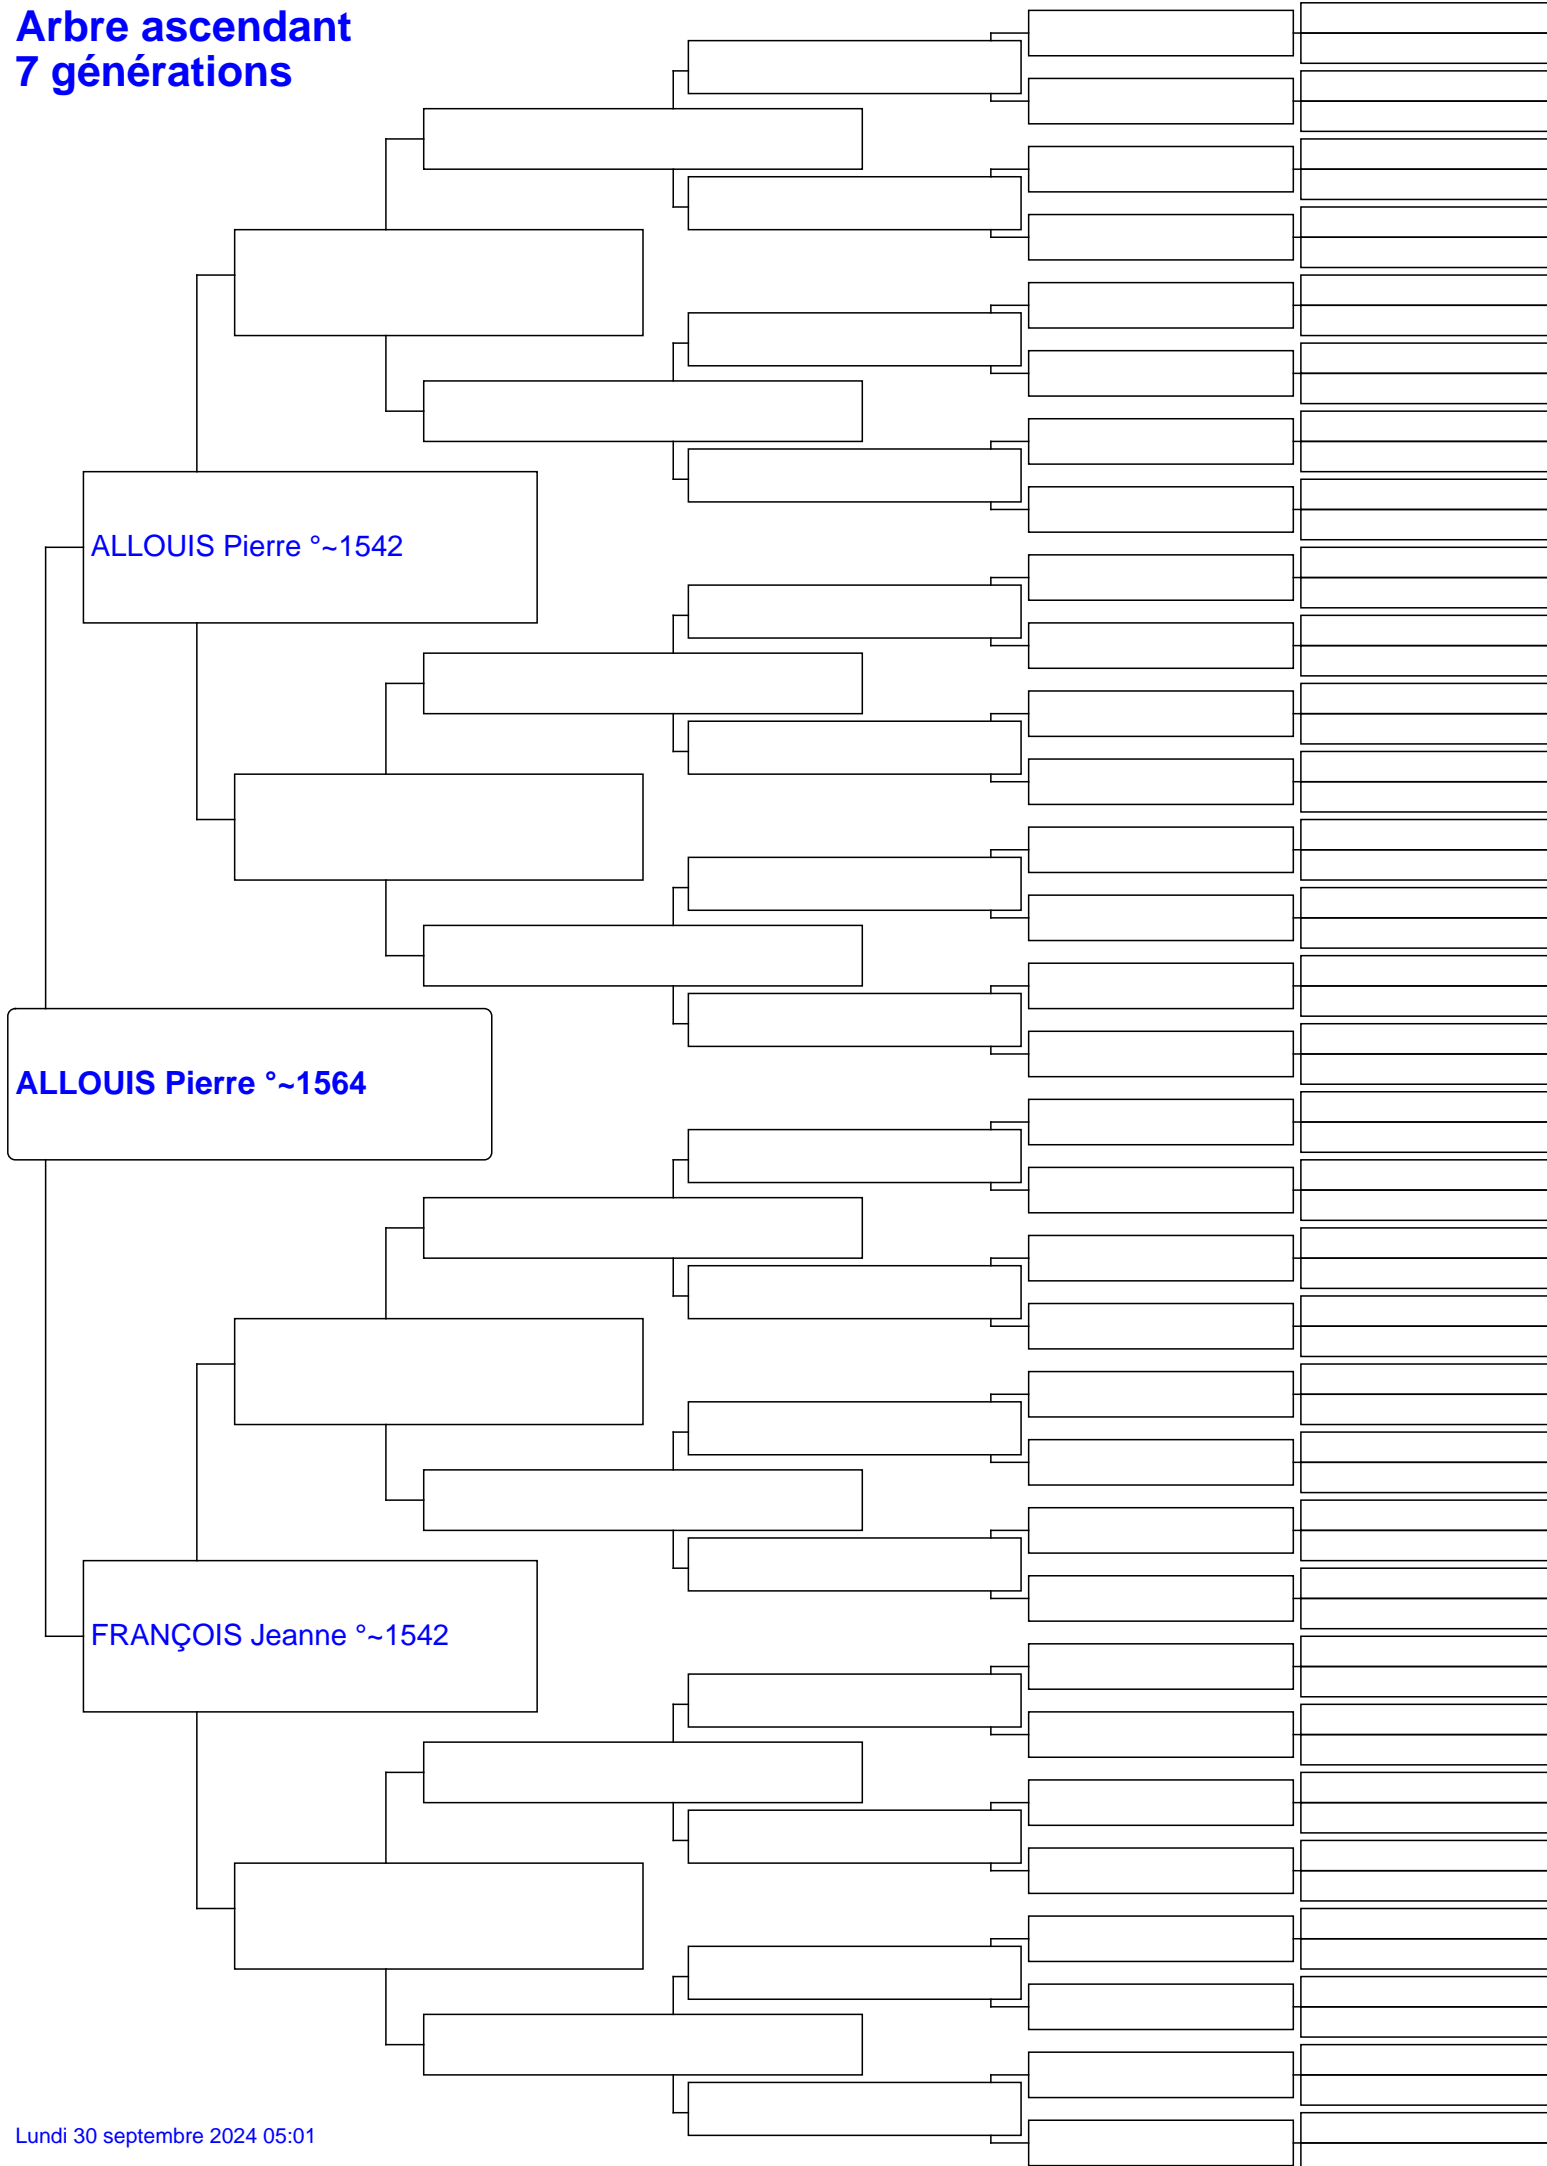 Arbre ascendant
7 générations
ALLOUIS Pierre °~1542
ALLOUIS Pierre °~1564
FRANÇOIS Jeanne °~1542
Lundi 30 septembre 2024 05:01